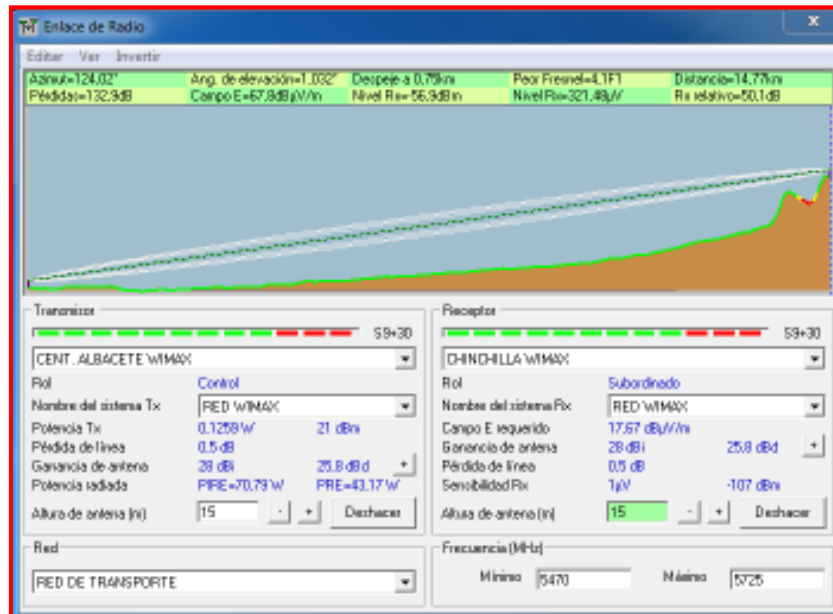 Enlace de Radio
Editar Ver Invertir
Azimut=124,02° Ang. de elevación=1,032° Despeje a 0,76km Peor Fresnel=4,1F1 Distancia=14,77km
Pérdidas=132,9dB Campo E=67,8dBµV/m Nivel Rx=-56,9dBm Nivel Rx=321,48µV Rx relativo=50,1dB
Transmisor
S9+30
CENT. ALBACETE WIMAX
Rol Control
Nombre del sistema Tx RED WIMAX
Potencia Tx 0.1259 W 21 dBm
Pérdida de línea 0.5 dB
Ganancia de antena 28 dBi 25.8 dBd +
Potencia radiada PIRE=70.79 W PRE=43.17 W
Altura de antena (m) 15 - + Deshacer
Red
RED DE TRANSPORTE
Receptor
S9+30
CHINCHILLA WIMAX
Rol Subordinado
Nombre del sistema Rx RED WIMAX
Campo E requerido 17.67 dBµV/m
Ganancia de antena 28 dBi 25.8 dBd +
Pérdida de línea 0.5 dB
Sensibilidad Rx 1µV -107 dBm
Altura de antena (m) 15 - + Deshacer
Frecuencia (MHz)
Mínimo 5470 Máximo 5725